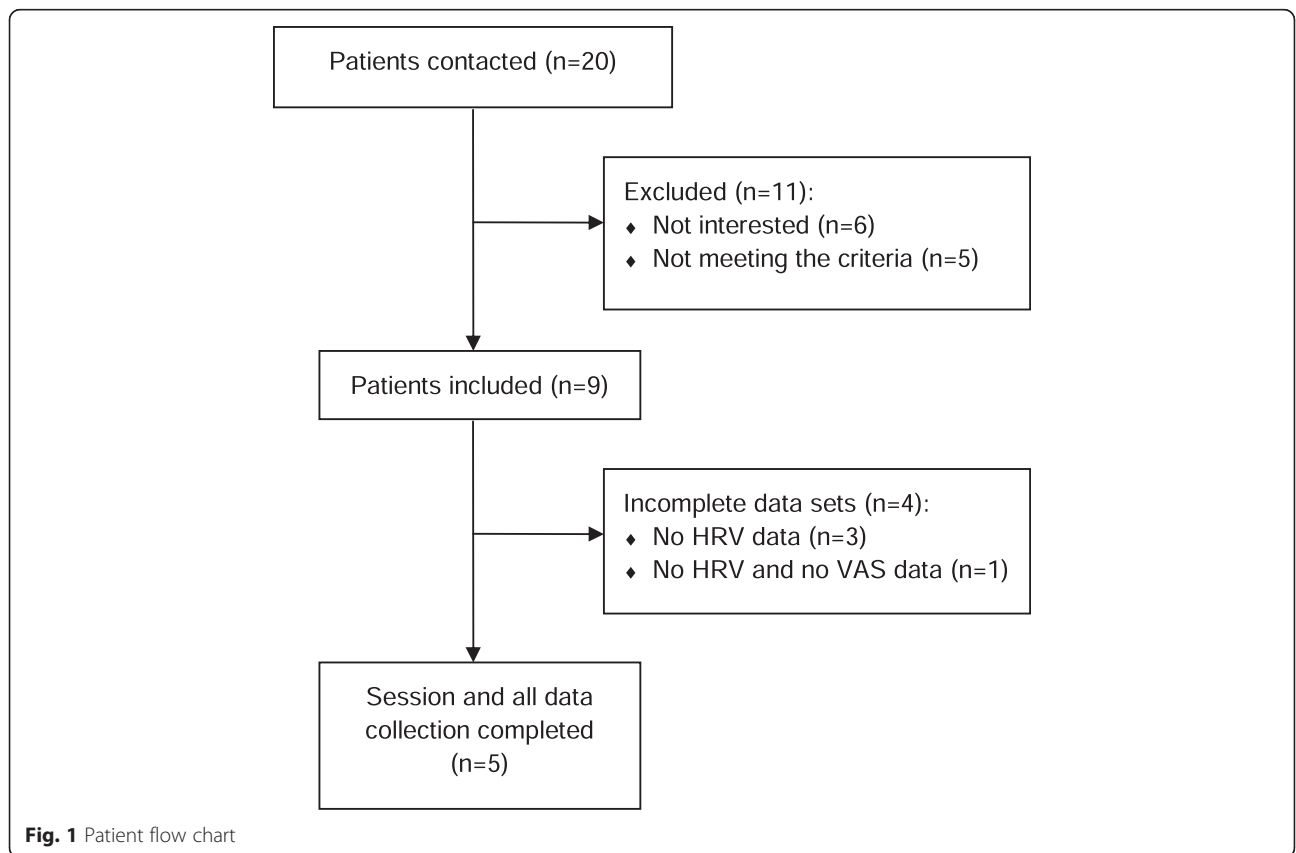 Patients contacted (n=20)
Excluded (n=11):
♦ Not interested (n=6)
♦ Not meeting the criteria (n=5)
Patients included (n=9)
Incomplete data sets (n=4):
♦ No HRV data (n=3)
♦ No HRV and no VAS data (n=1)
Session and all data
collection completed
(n=5)
Fig. 1 Patient flow chart